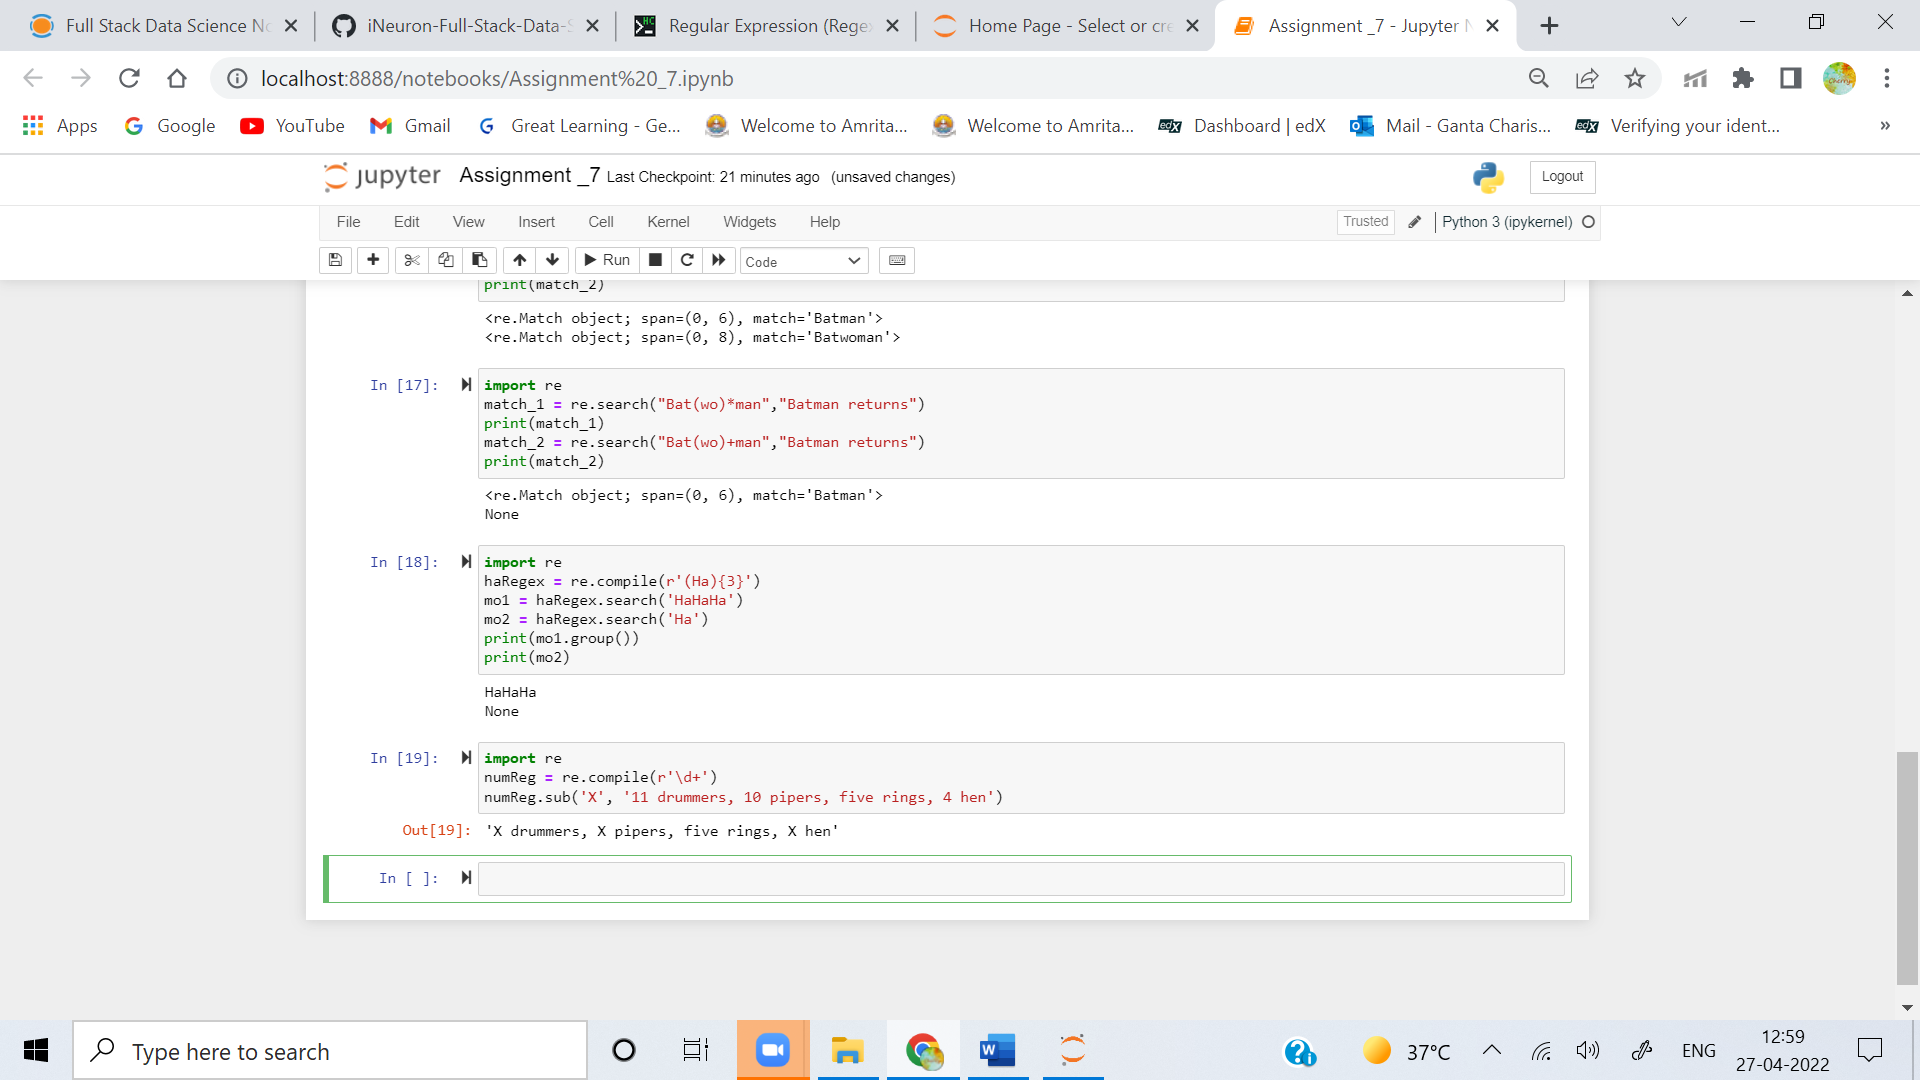 Full Stack Data Science No
iNeuron-Full-Stack-Data-S
Regular Expression (Regex
Home Page - Select or cre
Assignment _7 - Jupyter N
localhost:8888/notebooks/Assignment%20_7.ipynb
Apps
Google
YouTube
Gmail
Great Learning - Ge...
Welcome to Amrita...
Welcome to Amrita...
edX
Dashboard | edX
Mail - Ganta Charis...
edX
Verifying your ident...
»
jupyter
Assignment _7 Last Checkpoint: 21 minutes ago (unsaved changes)
Logout
File
Edit
View
Insert
Cell
Kernel
Widgets
Help
Trusted
Python 3 (ipykernel)
Run
Code
print(match_2)
<re.Match object; span=(0, 6), match='Batman'>
<re.Match object; span=(0, 8), match='Batwoman'>
In [17]:
import re
match_1 = re.search("Bat(wo)*man","Batman returns")
print(match_1)
match_2 = re.search("Bat(wo)+man","Batman returns")
print(match_2)
<re.Match object; span=(0, 6), match='Batman'>
None
In [18]:
import re
haRegex = re.compile(r'(Ha){3}')
mo1 = haRegex.search('HaHaHa')
mo2 = haRegex.search('Ha')
print(mo1.group())
print(mo2)
HaHaHa
None
In [19]:
import re
numReg = re.compile(r'\d+')
numReg.sub('X', '11 drummers, 10 pipers, five rings, 4 hen')
Out[19]: 'X drummers, X pipers, five rings, X hen'
In [ ]:
Type here to search
37°C
ENG
12:59
27-04-2022